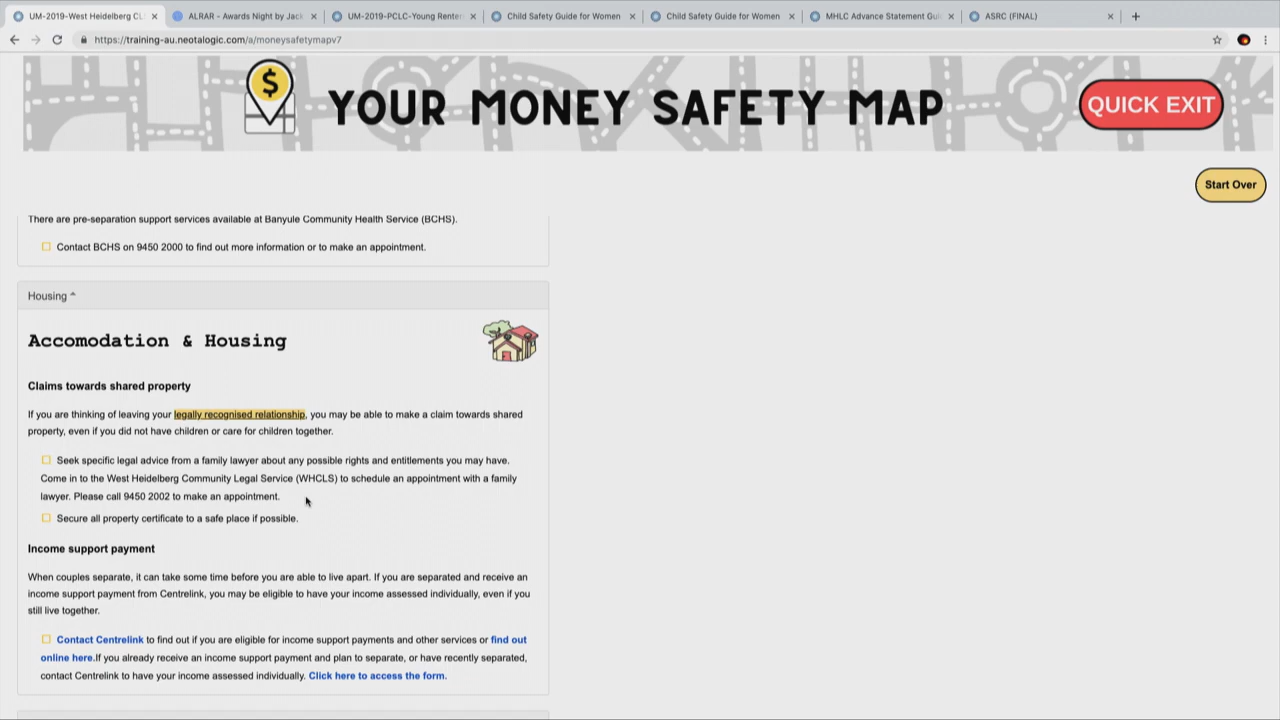 UM-2019-West Heidelberg CL
ALRAR - Awards Night by Jack
UM-2019-PCLC-Young Renter
Child Safety Guide for Women
Child Safety Guide for Women
MHLC Advance Statement Gui
ASRC (FINAL)
https://training-au.neotalogic.com/a/moneysafetymapv7
$ YOUR MONEY SAFETY MAP
QUICK EXIT
Start Over
There are pre-separation support services available at Banyule Community Health Service (BCHS).
Contact BCHS on 9450 2000 to find out more information or to make an appointment.
Housing
Accomodation & Housing
Claims towards shared property
If you are thinking of leaving your legally recognised relationship, you may be able to make a claim towards shared
property, even if you did not have children or care for children together.
Seek specific legal advice from a family lawyer about any possible rights and entitlements you may have.
Come in to the West Heidelberg Community Legal Service (WHCLS) to schedule an appointment with a family
lawyer. Please call 9450 2002 to make an appointment.
Secure all property certificate to a safe place if possible.
Income support payment
When couples separate, it can take some time before you are able to live apart. If you are separated and receive an
income support payment from Centrelink, you may be eligible to have your income assessed individually, even if you
still live together.
Contact Centrelink to find out if you are eligible for income support payments and other services or find out
online here.If you already receive an income support payment and plan to separate, or have recently separated,
contact Centrelink to have your income assessed individually. Click here to access the form.